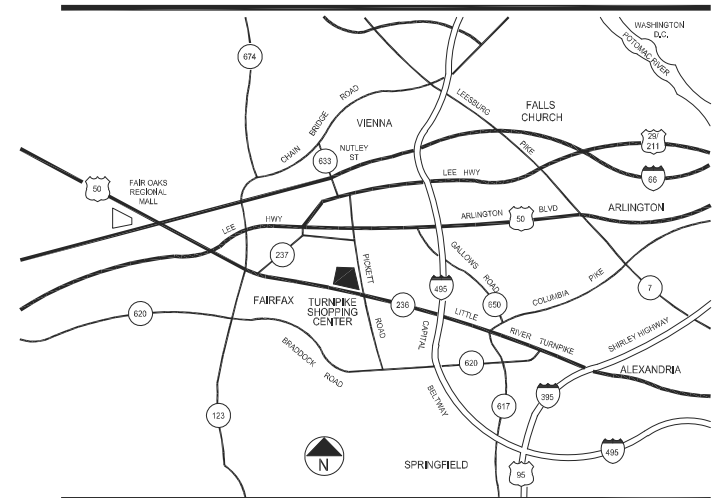 WASHINGTON
D.C.
POTOMAC RIVER
674
LEESBURG
PIKE
FALLS
CHURCH
CHAIN BRIDGE ROAD
VIENNA
29/
211
NUTLEY
ST
633
LEE HWY
66
50
FAIR OAKS
REGIONAL
MALL
ARLINGTON
ARLINGTON BLVD
50
LEE HWY
237
PICKETT
ROAD
GALLOWS
ROAD
495
COLUMBIA PIKE
7
FAIRFAX
TURNPIKE
SHOPPING
CENTER
236
650
LITTLE
RIVER TURNPIKE
620
CAPITAL
BELTWAY
SHIRLEY HIGHWAY
BRADDOCK
ROAD
620
ALEXANDRIA
123
617
395
N
SPRINGFIELD
495
95